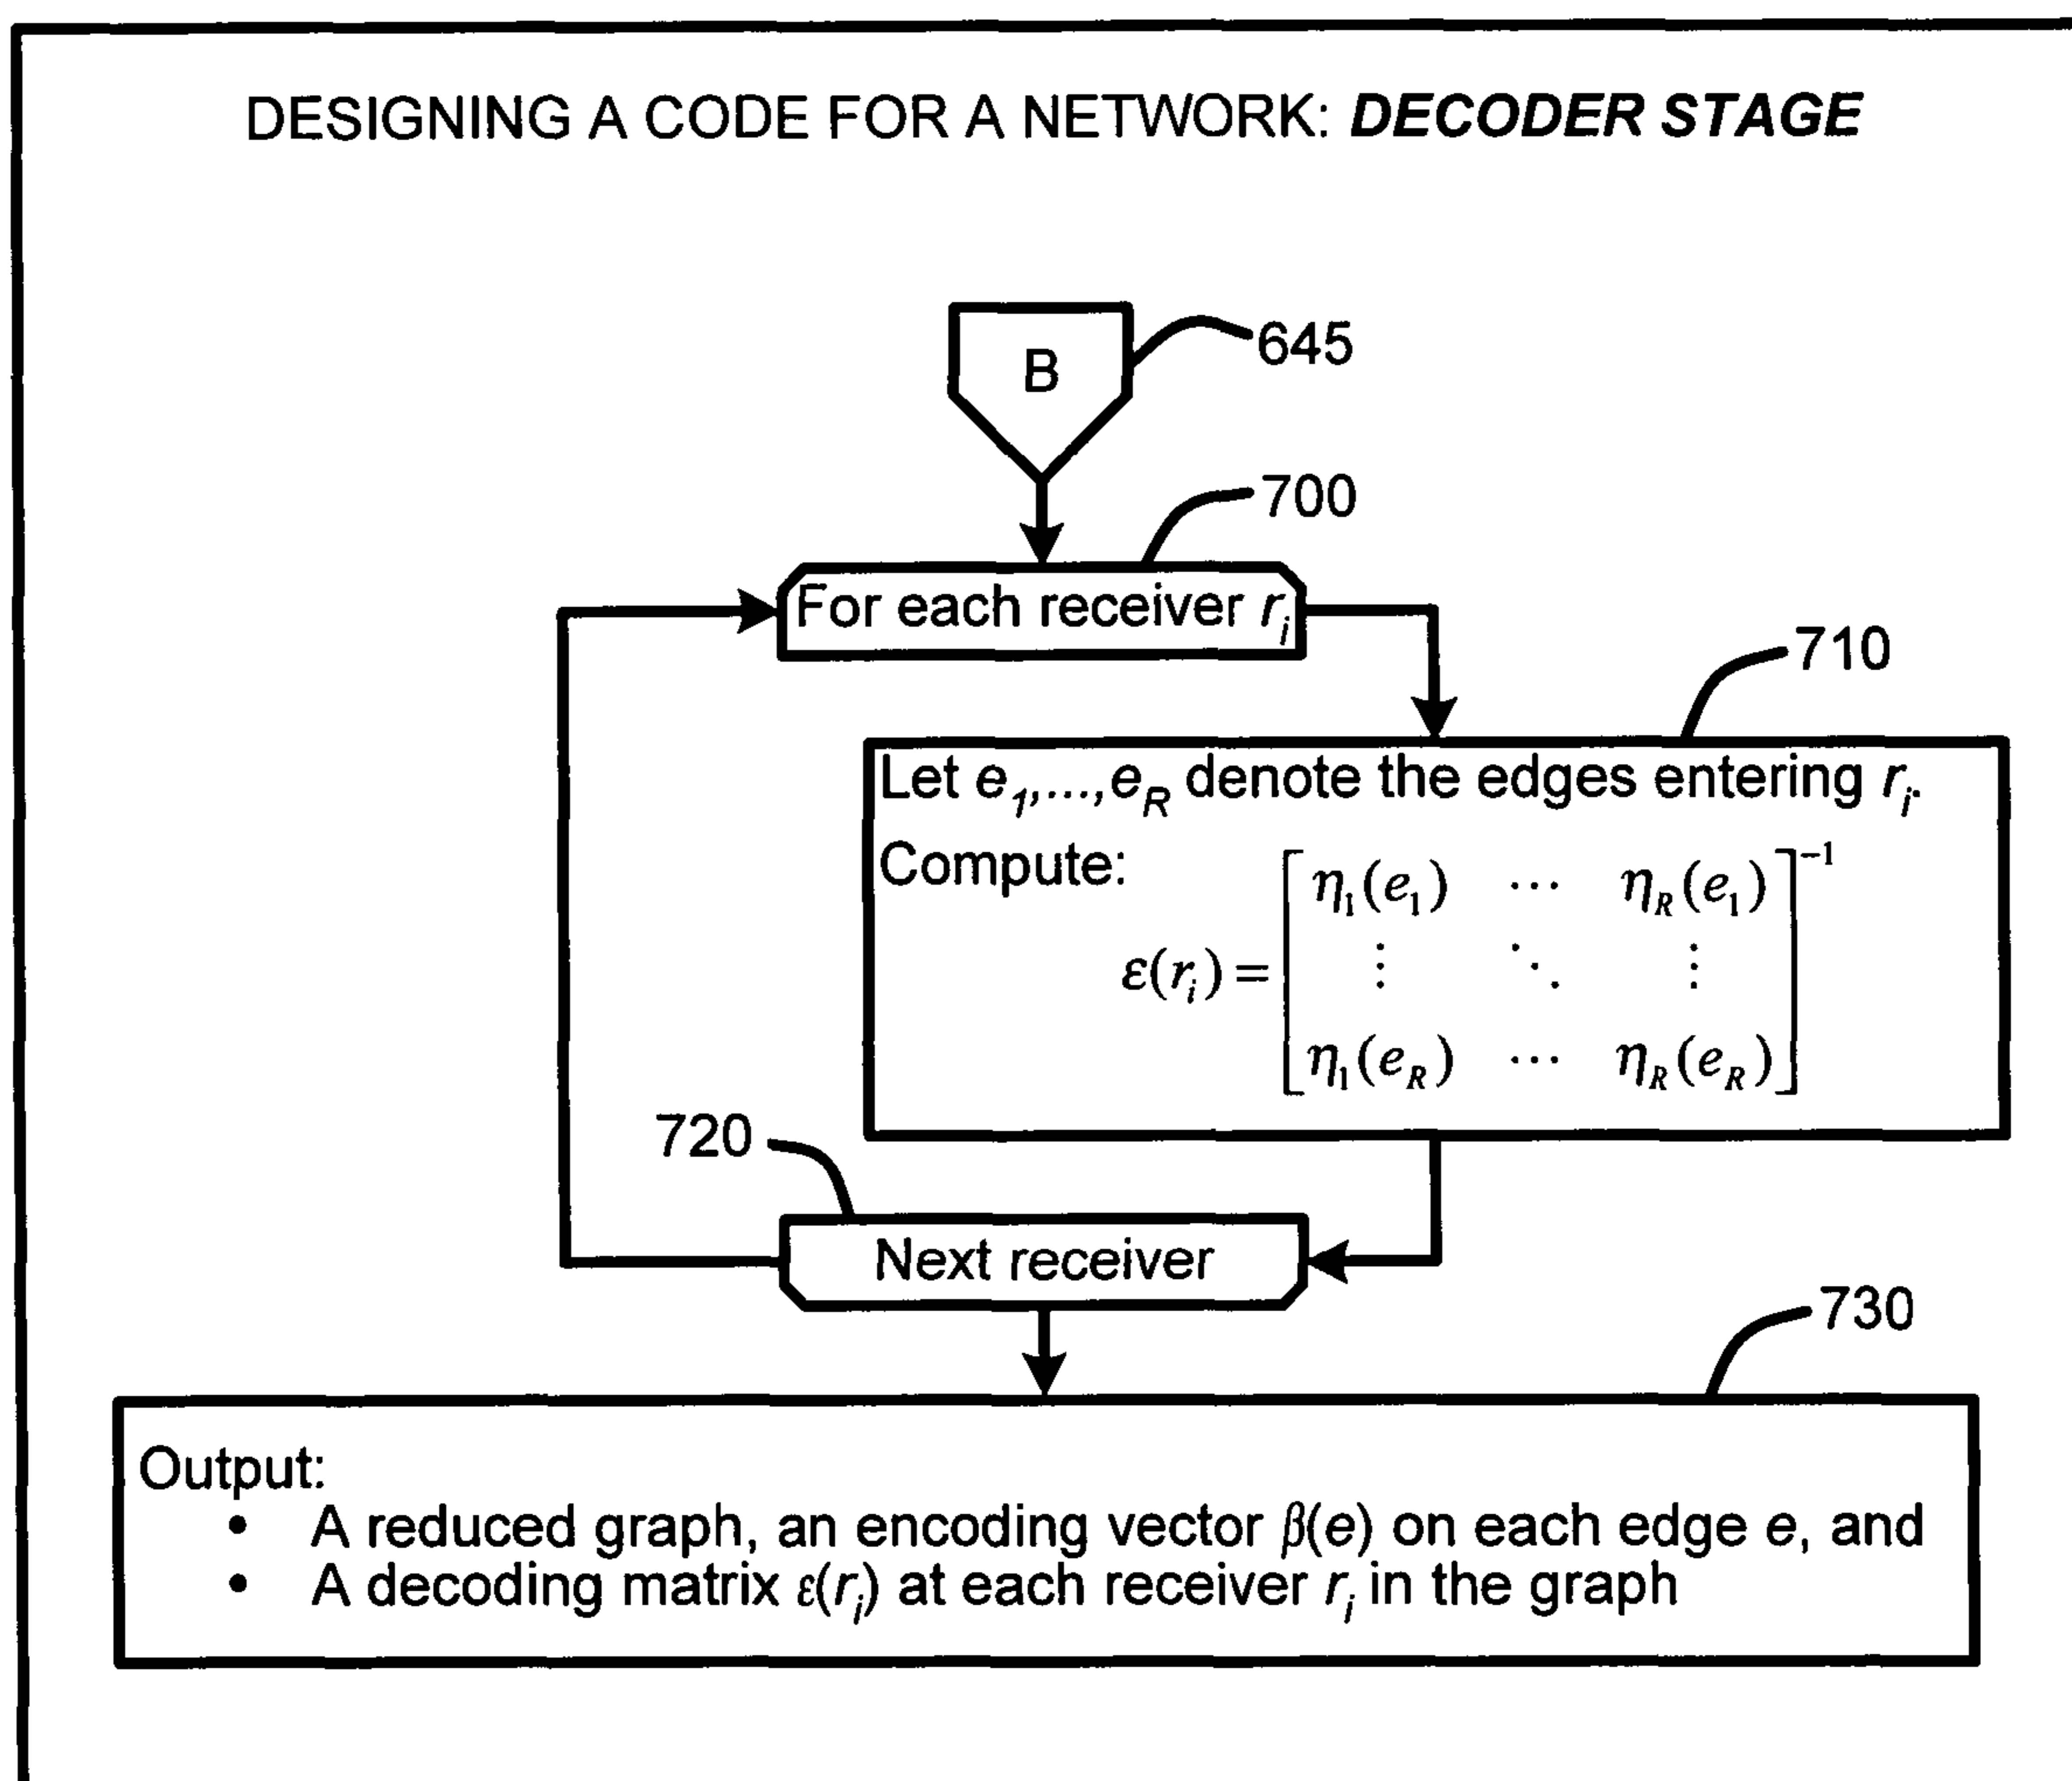 DESIGNING A CODE FOR A NETWORK: DECODER STAGE
B
645
700
For each receiver r_i
710
Let e_1,...,e_R denote the edges entering r_i.
Compute:
ε(r_i) = [ η_1(e_1) ⋯ η_R(e_1)
⋮ ⋱ ⋮
η_1(e_R) ⋯ η_R(e_R) ]^{-1}
720
Next receiver
730
Output:
• A reduced graph, an encoding vector β(e) on each edge e, and
• A decoding matrix ε(r_i) at each receiver r_i in the graph